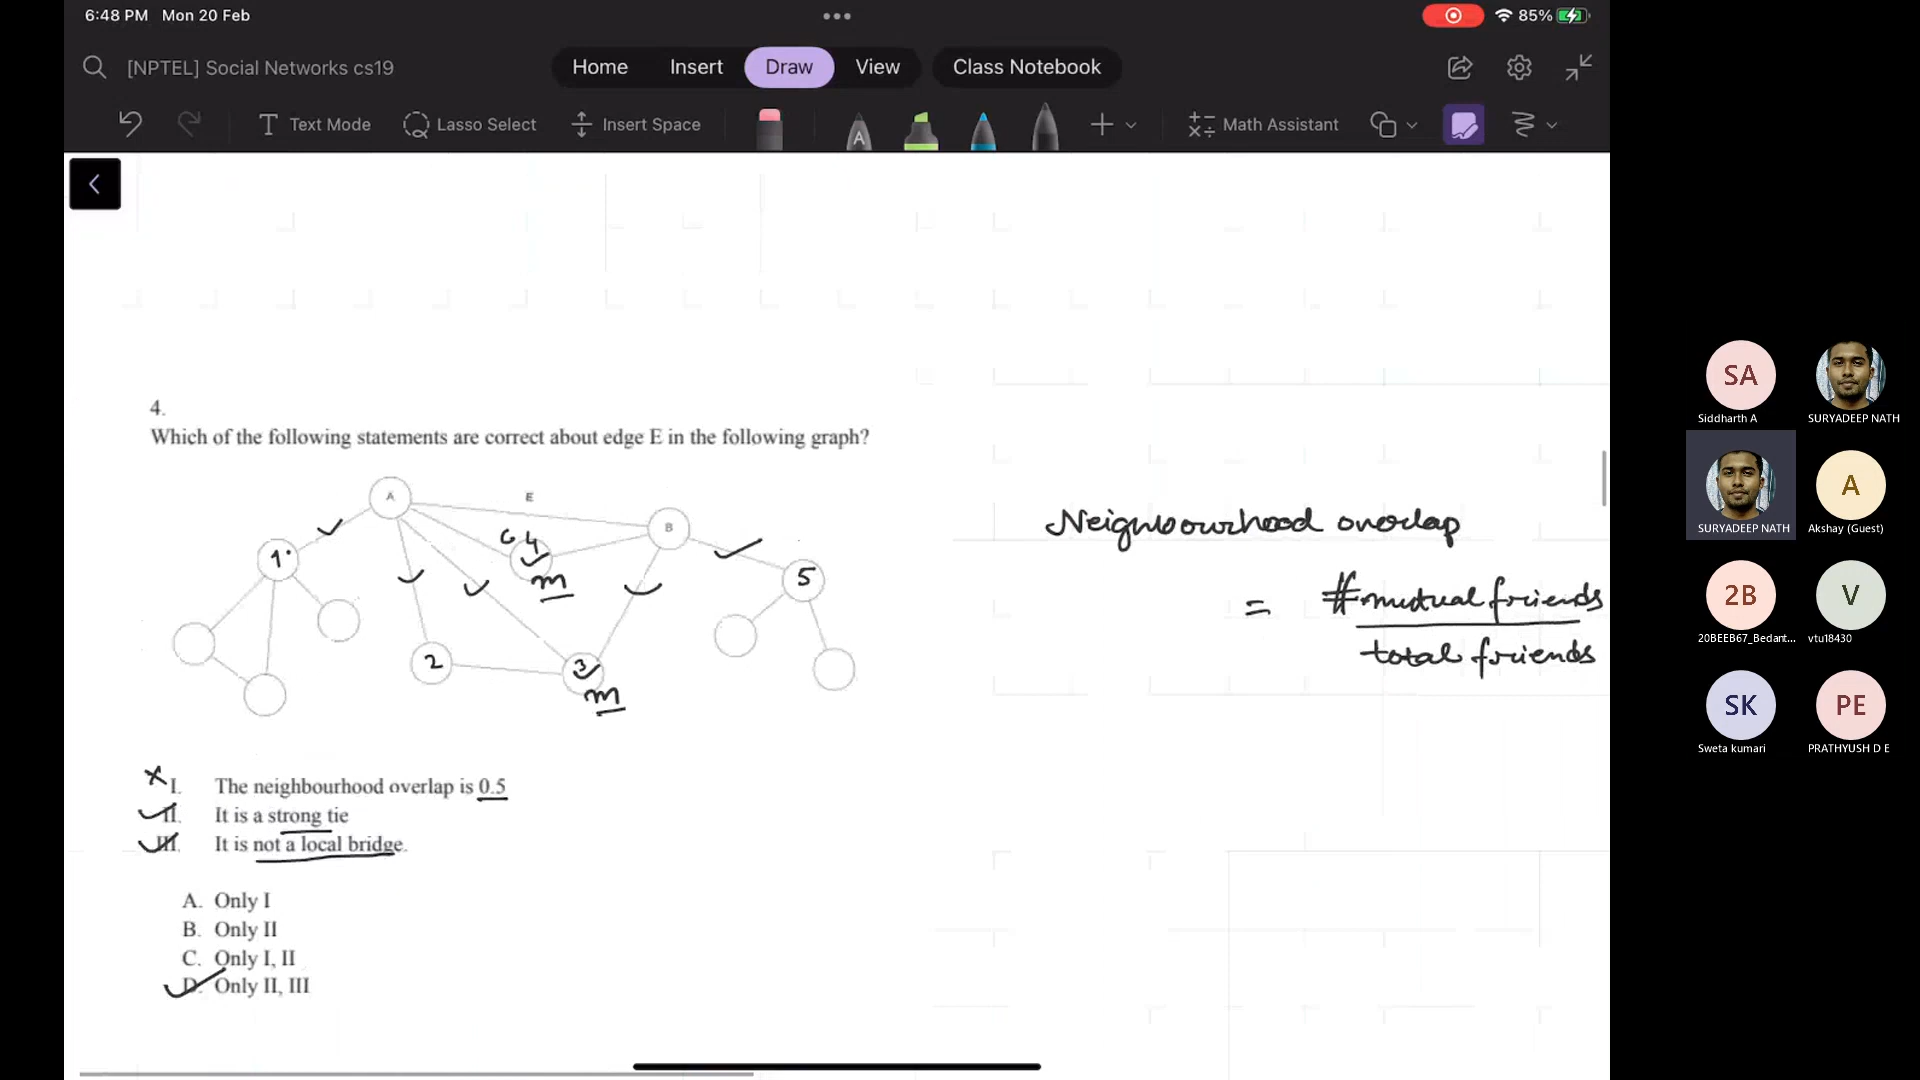 6:48 PM Mon 20 Feb
85%
[NPTEL] Social Networks cs19
Home Insert Draw View Class Notebook
Text Mode Lasso Select Insert Space A Math Assistant
4.
Which of the following statements are correct about edge E in the following graph?
A E
B
1
4
m
5
2
3
m
Neighbourhood overlap
= # mutual friends
total friends
I. The neighbourhood overlap is 0.5
II. It is a strong tie
III. It is not a local bridge.
A. Only I
B. Only II
C. Only I, II
D. Only II, III
SA
Siddharth A SURYADEEP NATH
A
SURYADEEP NATH Akshay (Guest)
2B V
20BEEB67_Bedant... vtu18430
SK PE
Sweta kumari PRATHYUSH D E